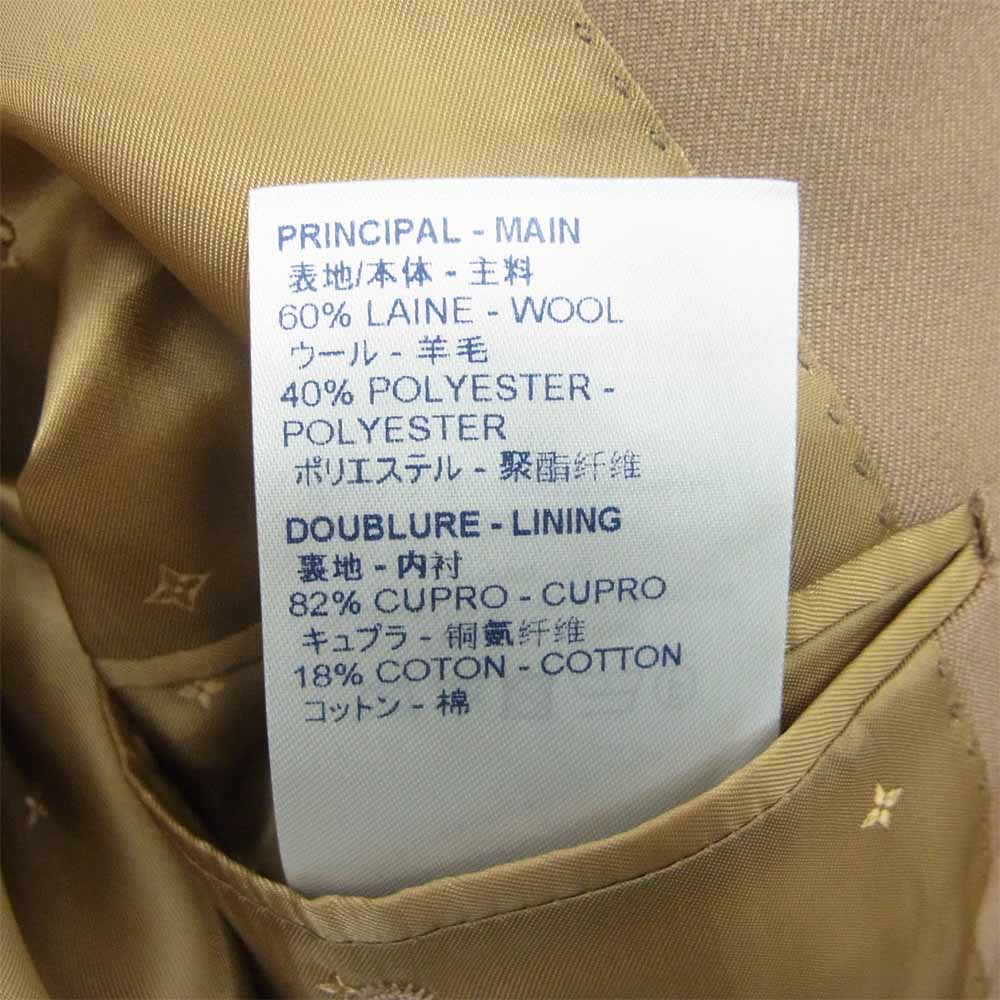 PRINCIPAL - MAIN
表地/本体 - 主料
60% LAINE - WOOL
ウール - 羊毛
40% POLYESTER -
POLYESTER
ポリエステル - 聚酯纤维
DOUBLURE - LINING
裏地 - 内衬
82% CUPRO - CUPRO
キュプラ - 铜氨纤维
18% COTON - COTTON
コットン - 棉